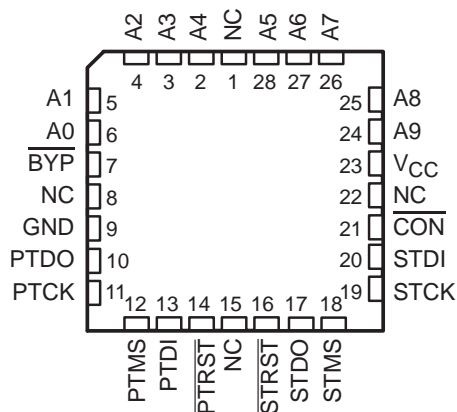 A2 A3 A4 NC A5 A6 A7
4 3 2 1 28 27 26
A1 5 25 A8
A0 6 24 A9
BYP 7 23 VCC
NC 8 22 NC
GND 9 21 CON
PTDO 10 20 STDI
PTCK 11 19 STCK
12 13 14 15 16 17 18
PTMS PTDI PTRST NC STRST STDO STMS